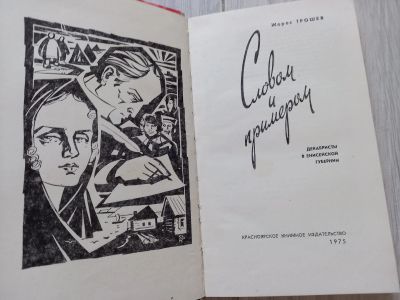 Жорес ТРОШЕВ
Словом
и
примером
ДЕКАБРИСТЫ
В ЕНИСЕЙСКОЙ
ГУБЕРНИИ
КРАСНОЯРСКОЕ КНИЖНОЕ ИЗДАТЕЛЬСТВО
1975